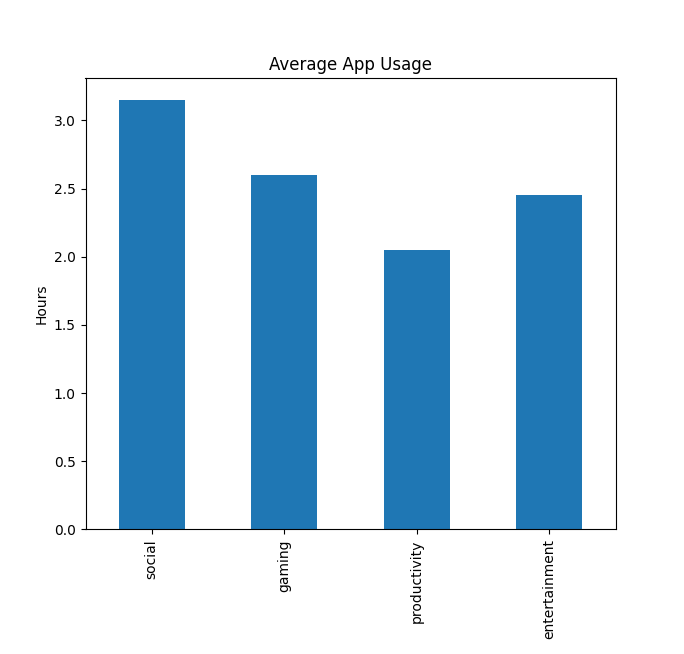 Average App Usage
Hours
3.0
2.5
2.0
1.5
1.0
0.5
0.0
social
gaming
productivity
entertainment